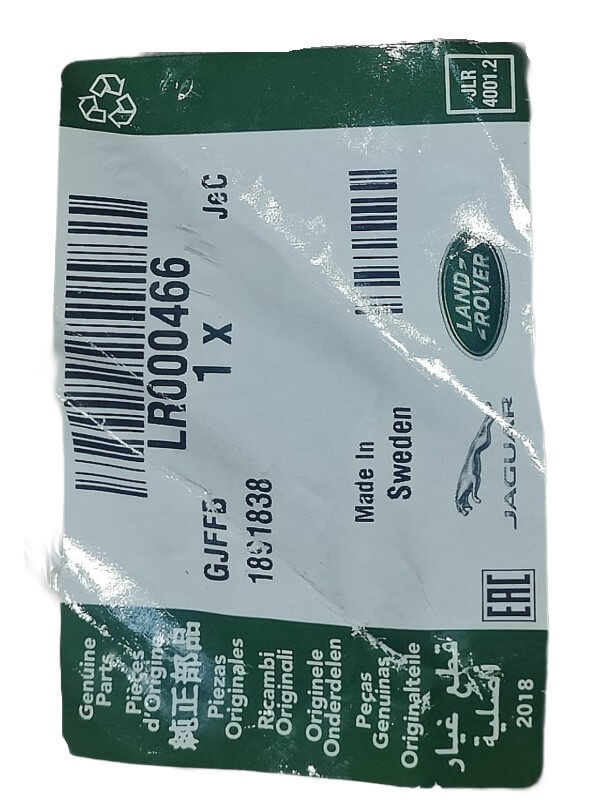 Genuine
Parts
Pièces
d'Origine
純正部品
Piezas
Originales
Ricambi
Originali
Originele
Onderdelen
Peças
Genuinas
Originalteile
قطع غيار
أصلية
2018
LR000466
1 X
GJFFB
Made In
Sweden
EAC
JAGUAR
LAND-
-ROVER
JLR
4001.2